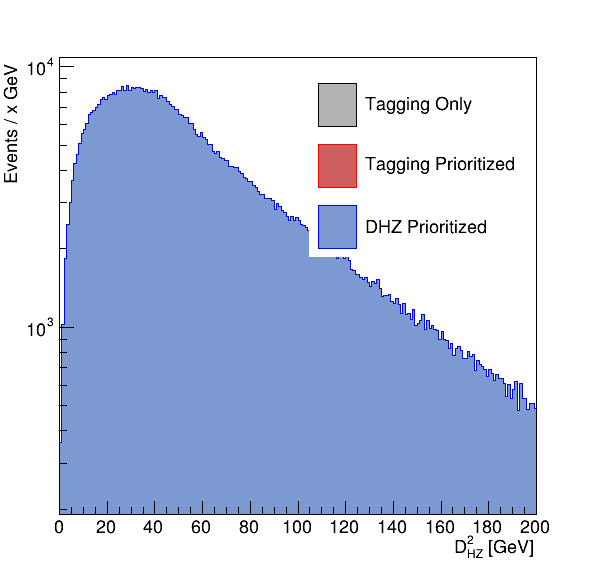 Events / x GeV
10^4
10^3
Tagging Only
Tagging Prioritized
DHZ Prioritized
0 20 40 60 80 100 120 140 160 180 200
D^2_HZ [GeV]